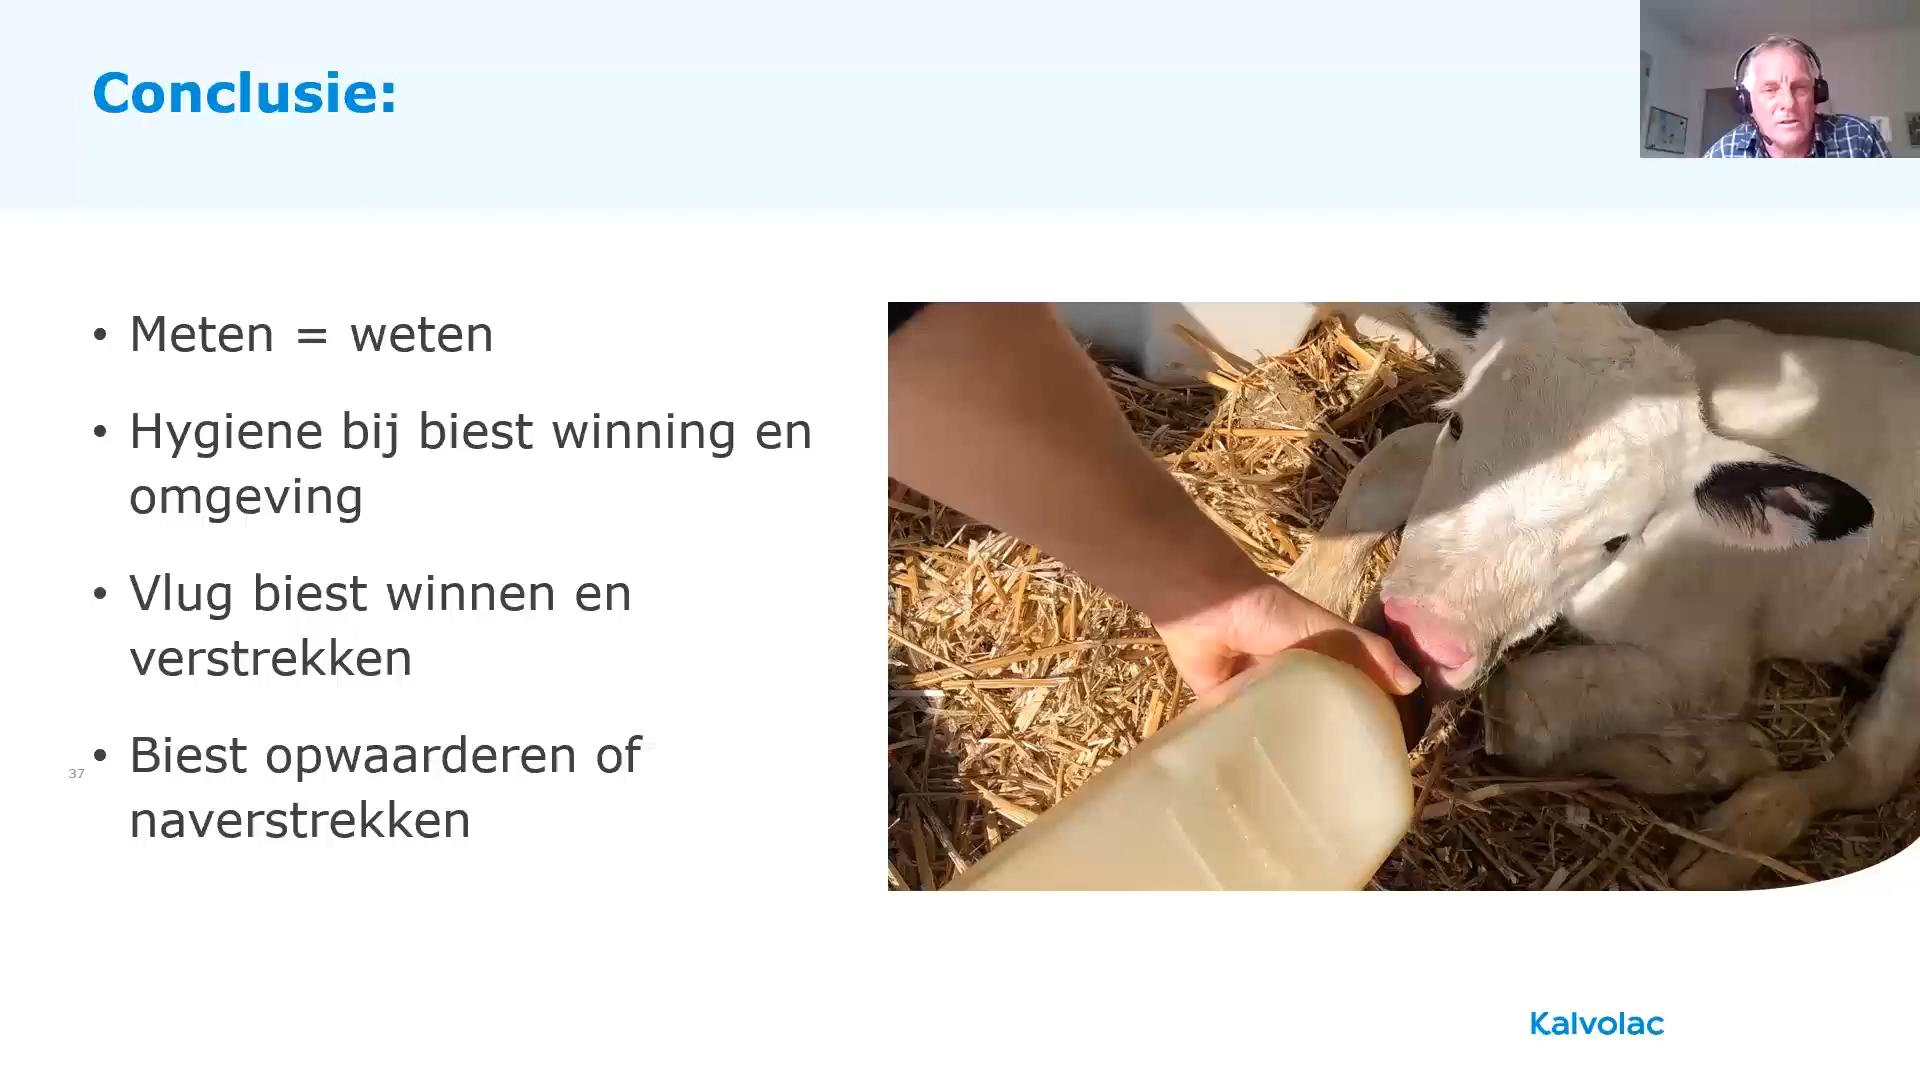 Conclusie:
• Meten = weten
• Hygiene bij biest winning en
omgeving
• Vlug biest winnen en
verstrekken
• Biest opwaarderen of
naverstrekken
37
Kalvolac